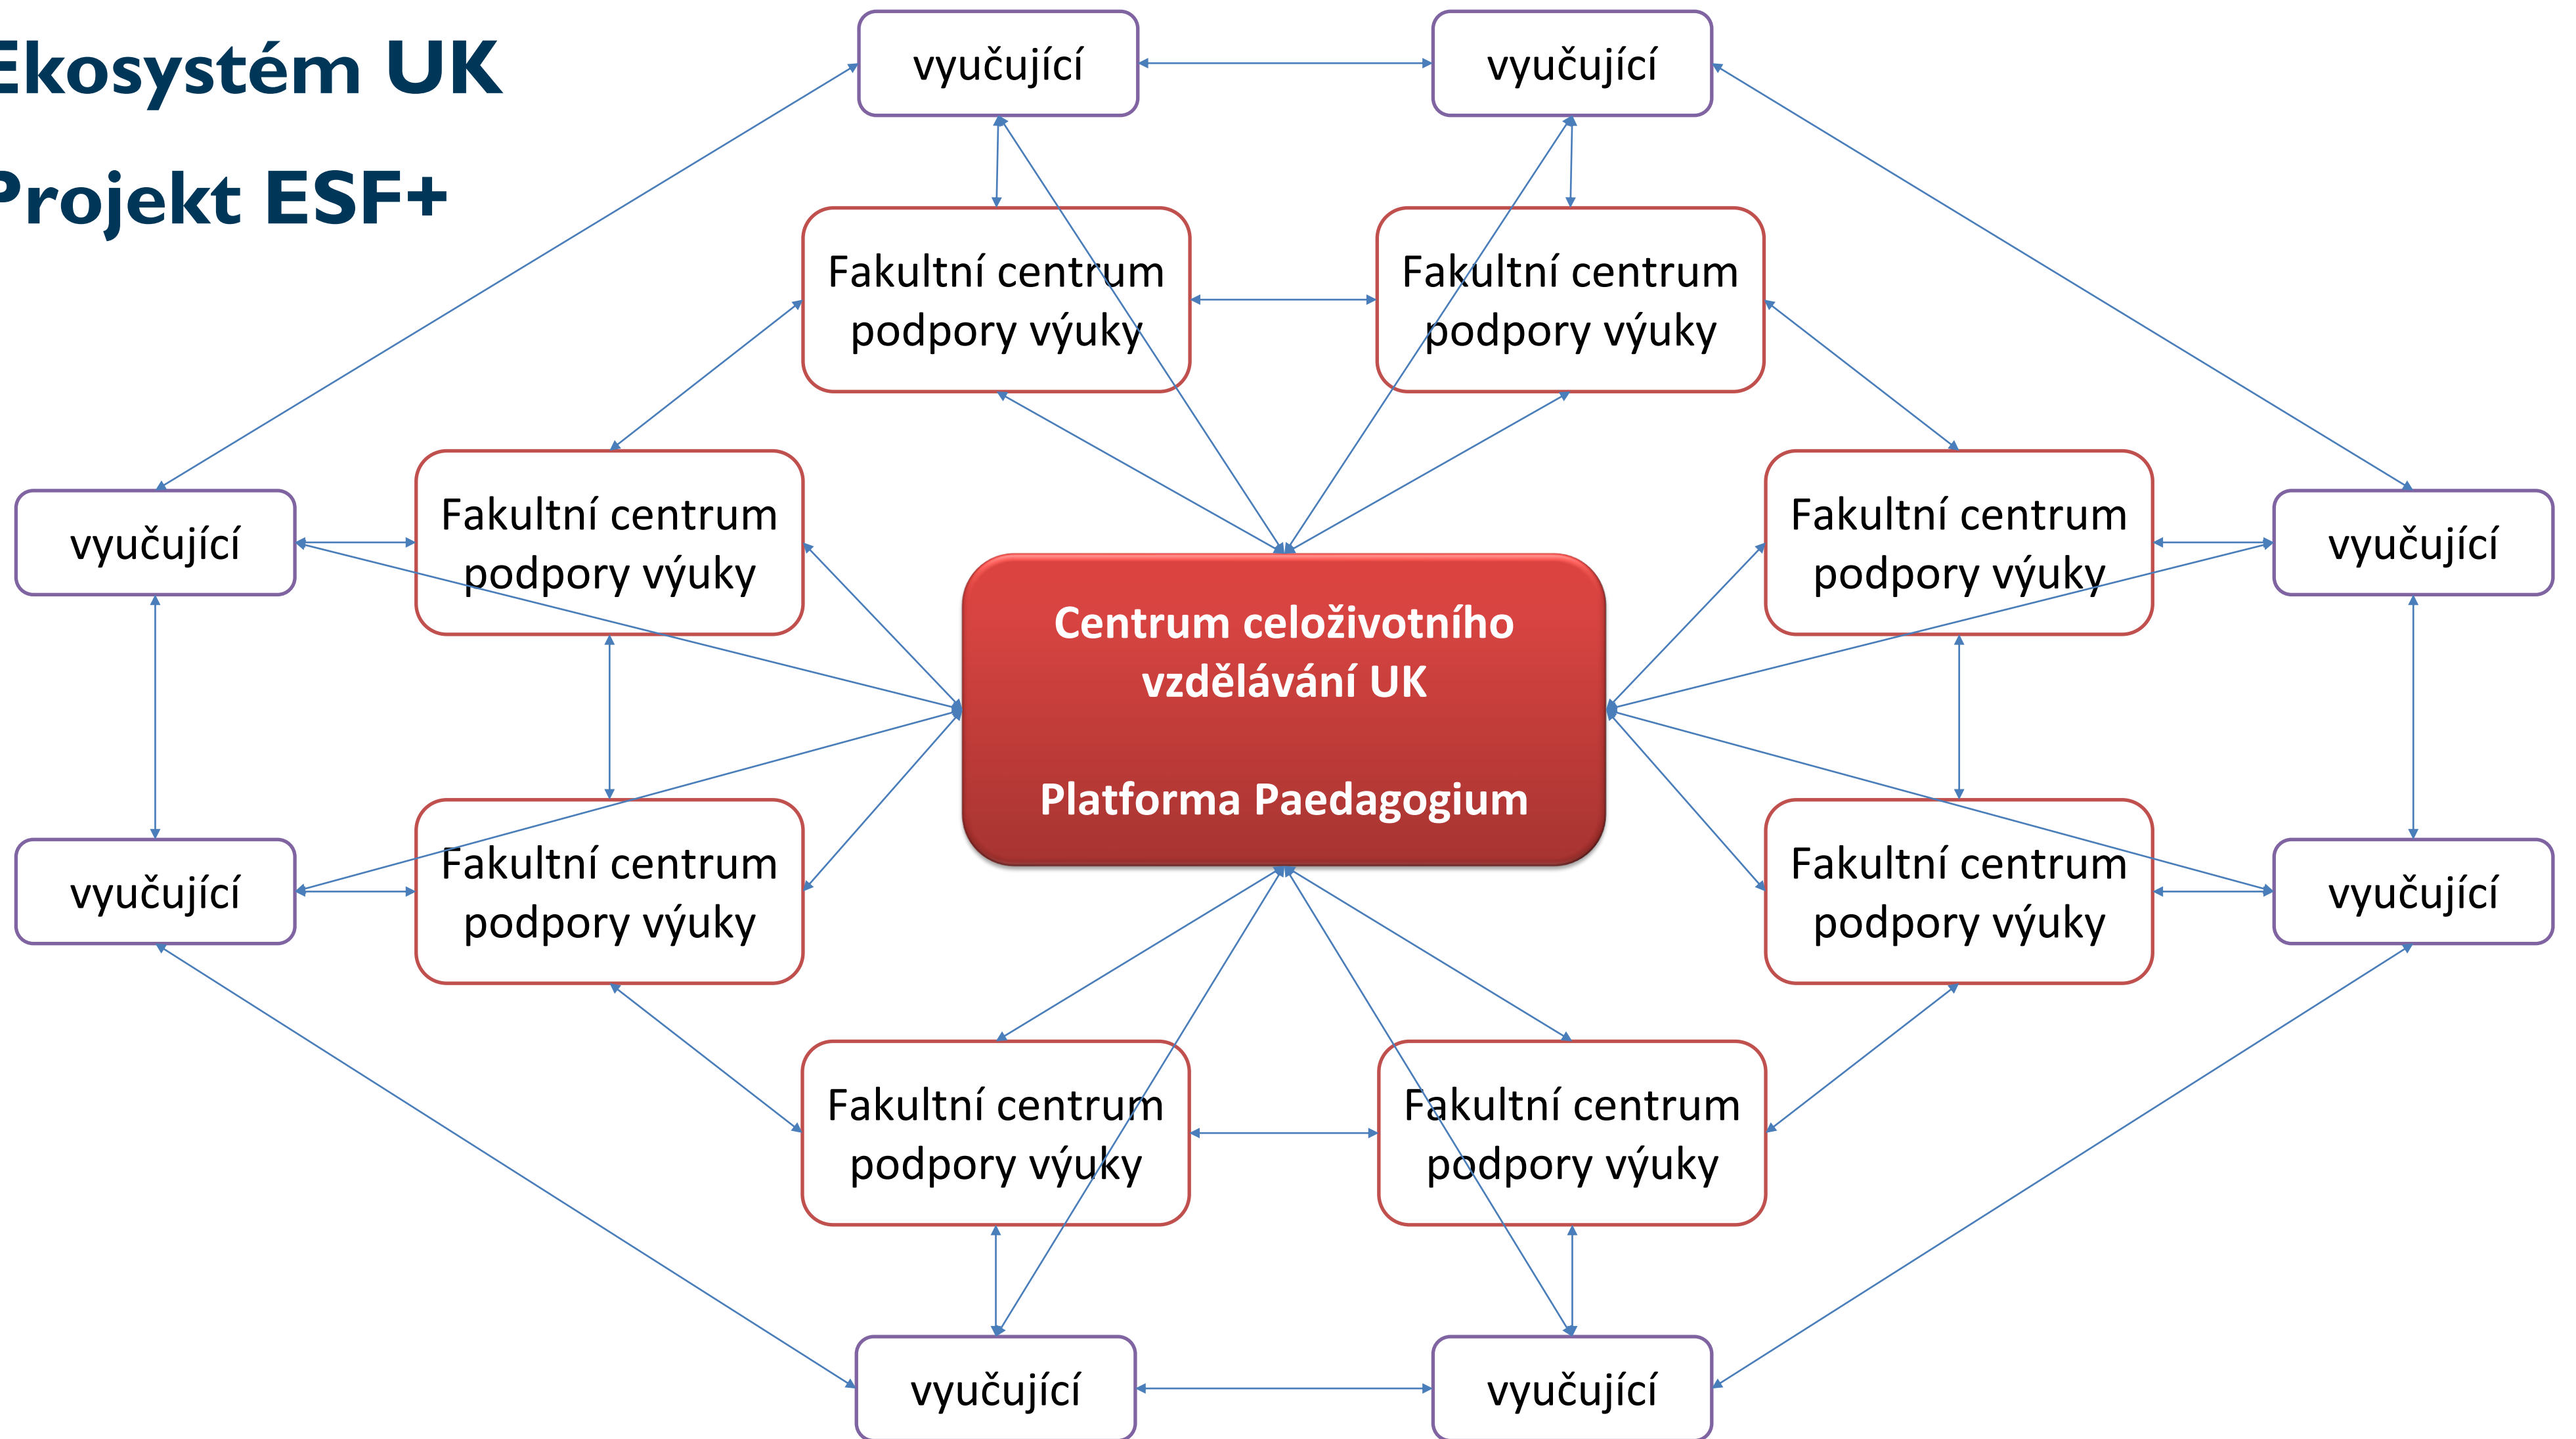 Ekosystém UK
Projekt ESF+
vyučující
vyučující
Fakultní centrum
podpory výuky
Fakultní centrum
podpory výuky
vyučující
Fakultní centrum
podpory výuky
Fakultní centrum
podpory výuky
vyučující
Centrum celoživotního
vzdělávání UK
Platforma Paedagogium
vyučující
Fakultní centrum
podpory výuky
Fakultní centrum
podpory výuky
vyučující
Fakultní centrum
podpory výuky
Fakultní centrum
podpory výuky
vyučující
vyučující